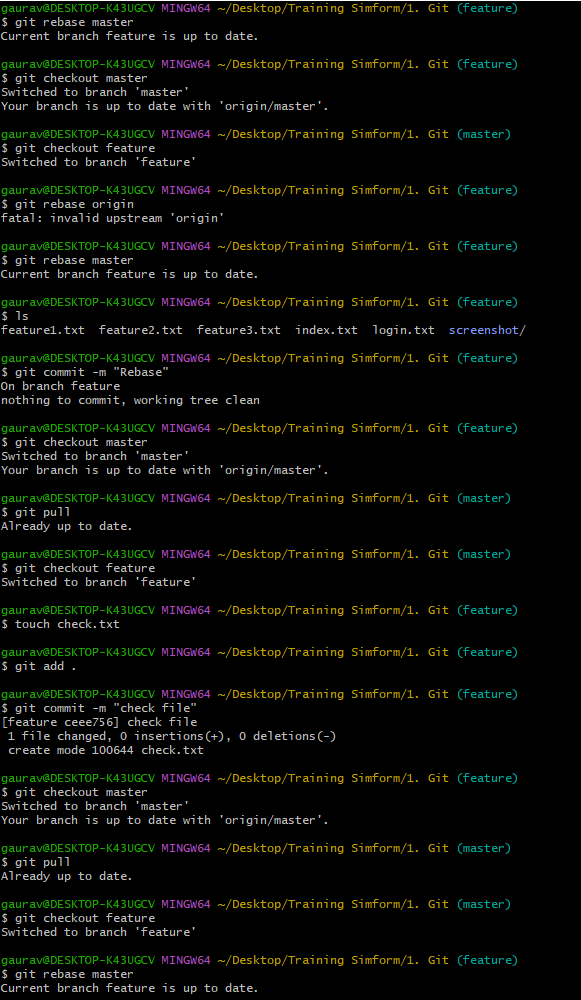 gaurav@DESKTOP-K43UGCV MINGW64 ~/Desktop/Training Simform/1. Git (feature)
$ git rebase master
Current branch feature is up to date.
gaurav@DESKTOP-K43UGCV MINGW64 ~/Desktop/Training Simform/1. Git (feature)
$ git checkout master
Switched to branch 'master'
Your branch is up to date with 'origin/master'.
gaurav@DESKTOP-K43UGCV MINGW64 ~/Desktop/Training Simform/1. Git (master)
$ git checkout feature
Switched to branch 'feature'
gaurav@DESKTOP-K43UGCV MINGW64 ~/Desktop/Training Simform/1. Git (feature)
$ git rebase origin
fatal: invalid upstream 'origin'
gaurav@DESKTOP-K43UGCV MINGW64 ~/Desktop/Training Simform/1. Git (feature)
$ git rebase master
Current branch feature is up to date.
gaurav@DESKTOP-K43UGCV MINGW64 ~/Desktop/Training Simform/1. Git (feature)
$ ls
feature1.txt  feature2.txt  feature3.txt  index.txt  login.txt  screenshot/
gaurav@DESKTOP-K43UGCV MINGW64 ~/Desktop/Training Simform/1. Git (feature)
$ git commit -m "Rebase"
On branch feature
nothing to commit, working tree clean
gaurav@DESKTOP-K43UGCV MINGW64 ~/Desktop/Training Simform/1. Git (feature)
$ git checkout master
Switched to branch 'master'
Your branch is up to date with 'origin/master'.
gaurav@DESKTOP-K43UGCV MINGW64 ~/Desktop/Training Simform/1. Git (master)
$ git pull
Already up to date.
gaurav@DESKTOP-K43UGCV MINGW64 ~/Desktop/Training Simform/1. Git (master)
$ git checkout feature
Switched to branch 'feature'
gaurav@DESKTOP-K43UGCV MINGW64 ~/Desktop/Training Simform/1. Git (feature)
$ touch check.txt
gaurav@DESKTOP-K43UGCV MINGW64 ~/Desktop/Training Simform/1. Git (feature)
$ git add .
gaurav@DESKTOP-K43UGCV MINGW64 ~/Desktop/Training Simform/1. Git (feature)
$ git commit -m "check file"
[feature ceee756] check file
 1 file changed, 0 insertions(+), 0 deletions(-)
 create mode 100644 check.txt
gaurav@DESKTOP-K43UGCV MINGW64 ~/Desktop/Training Simform/1. Git (feature)
$ git checkout master
Switched to branch 'master'
Your branch is up to date with 'origin/master'.
gaurav@DESKTOP-K43UGCV MINGW64 ~/Desktop/Training Simform/1. Git (master)
$ git pull
Already up to date.
gaurav@DESKTOP-K43UGCV MINGW64 ~/Desktop/Training Simform/1. Git (master)
$ git checkout feature
Switched to branch 'feature'
gaurav@DESKTOP-K43UGCV MINGW64 ~/Desktop/Training Simform/1. Git (feature)
$ git rebase master
Current branch feature is up to date.